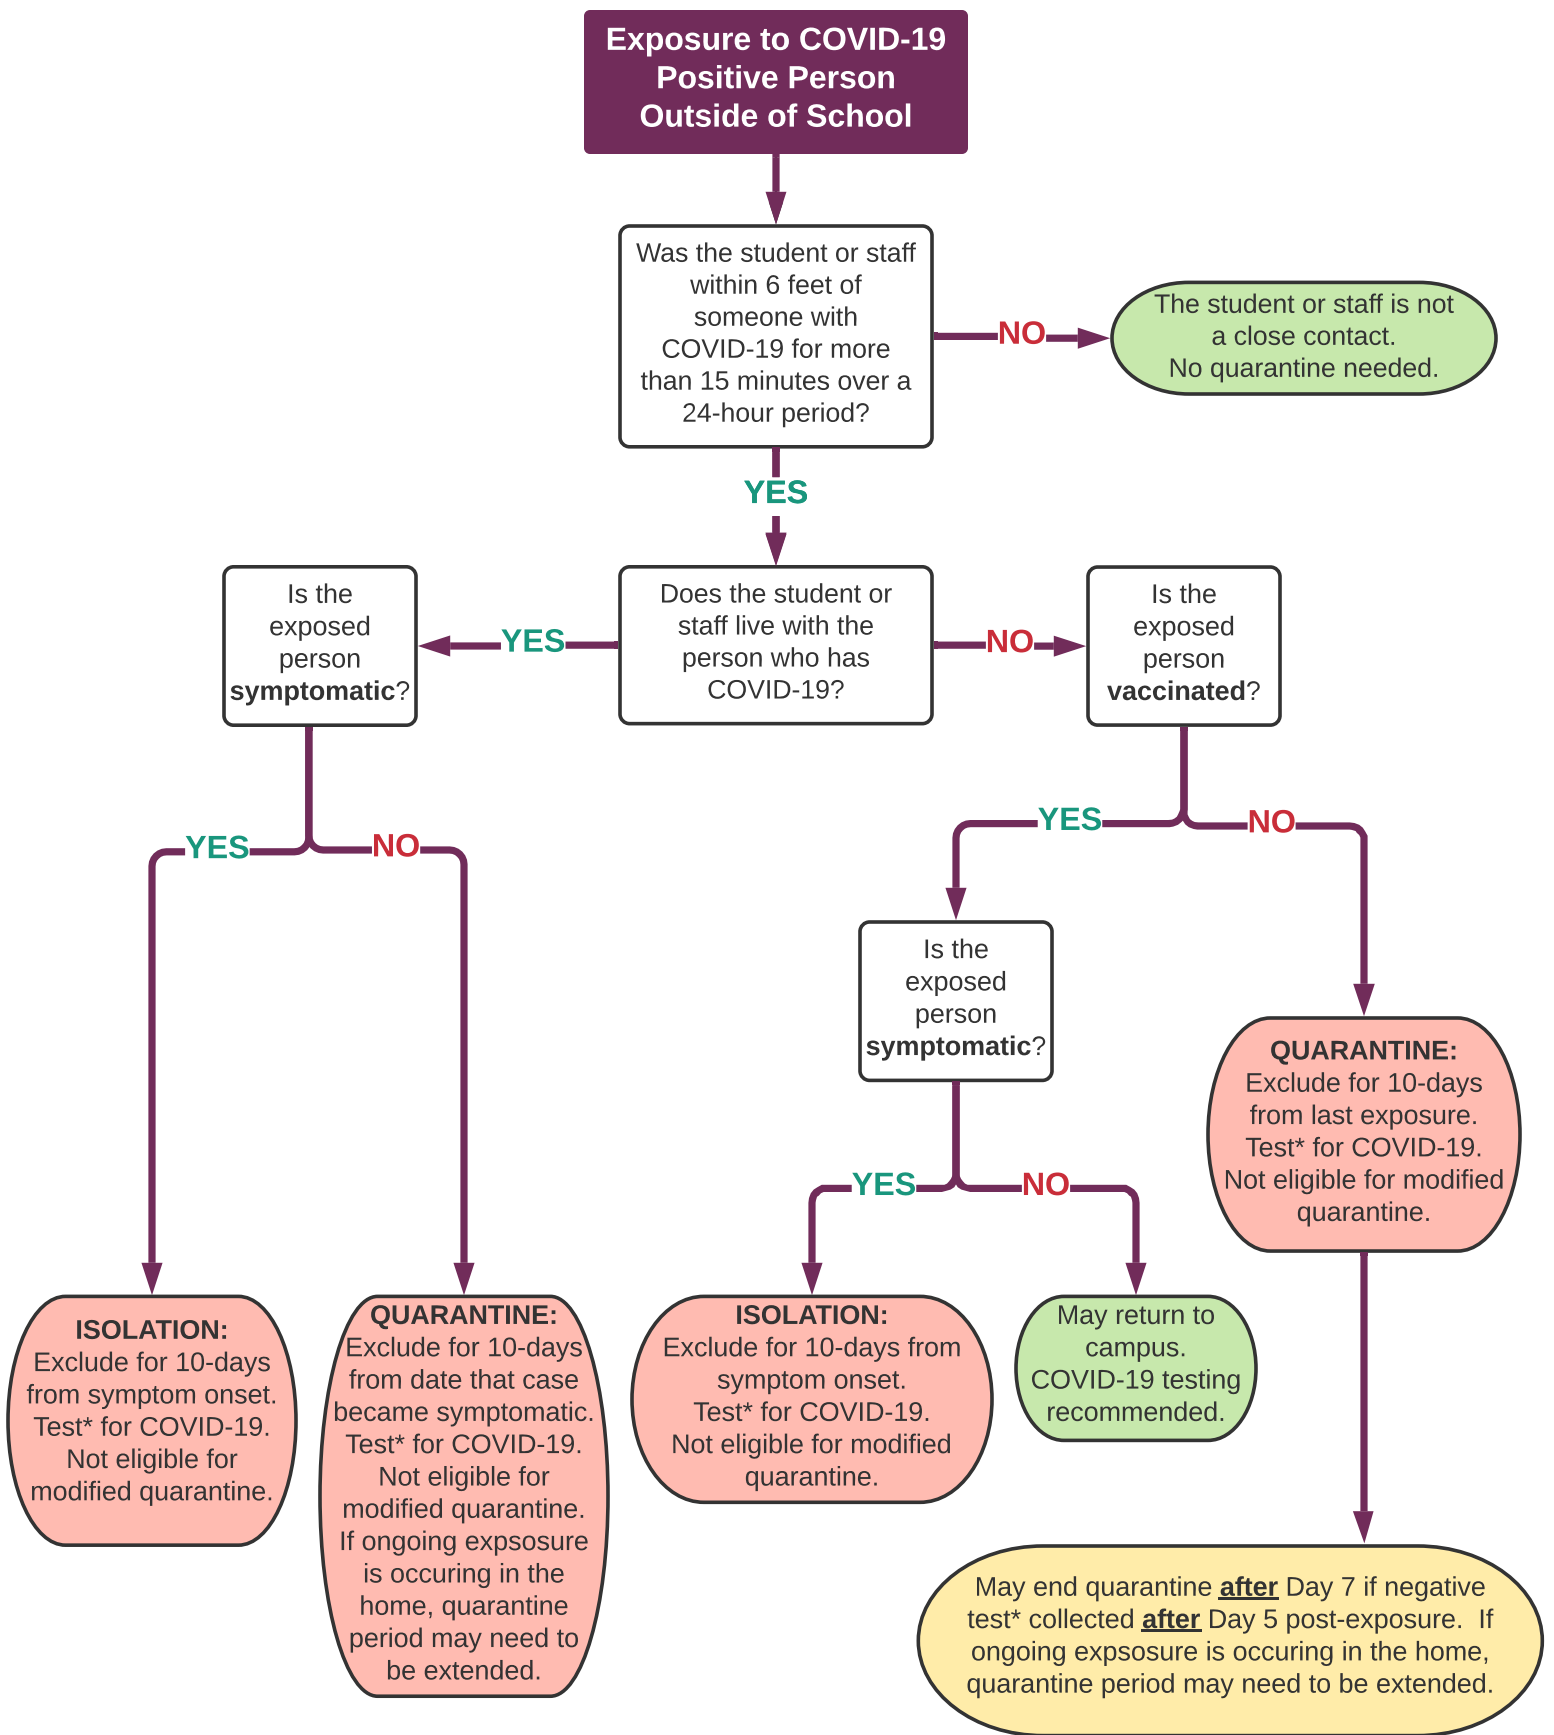 Exposure to COVID-19
Positive Person
Outside of School
Was the student or staff
within 6 feet of
someone with
COVID-19 for more
than 15 minutes over a
24-hour period?
NO
The student or staff is not
a close contact.
No quarantine needed.
YES
Does the student or
staff live with the
person who has
COVID-19?
YES
Is the
exposed
person
symptomatic?
NO
Is the
exposed
person
vaccinated?
YES
NO
YES
NO
Is the
exposed
person
symptomatic?
QUARANTINE:
Exclude for 10-days
from last exposure.
Test* for COVID-19.
Not eligible for modified
quarantine.
YES
NO
ISOLATION:
Exclude for 10-days
from symptom onset.
Test* for COVID-19.
Not eligible for
modified quarantine.
QUARANTINE:
Exclude for 10-days
from date that case
became symptomatic.
Test* for COVID-19.
Not eligible for
modified quarantine.
If ongoing expsosure
is occuring in the
home, quarantine
period may need to
be extended.
ISOLATION:
Exclude for 10-days from
symptom onset.
Test* for COVID-19.
Not eligible for modified
quarantine.
May return to
campus.
COVID-19 testing
recommended.
May end quarantine after Day 7 if negative
test* collected after Day 5 post-exposure.  If
ongoing expsosure is occuring in the home,
quarantine period may need to be extended.